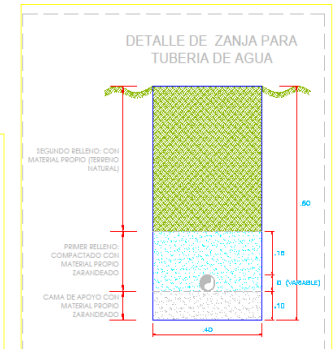 DETALLE DE ZANJA PARA
TUBERIA DE AGUA
SEGUNDO RELLENO: CON
MATERIAL PROPIO (TERRENO
NATURAL)
.60
PRIMER RELLENO:
COMPACTADO CON
MATERIAL PROPIO
ZARANDEADO
.15
D (VARIABLE)
CAMA DE APOYO CON
MATERIAL PROPIO
ZARANDEADO
.10
.40